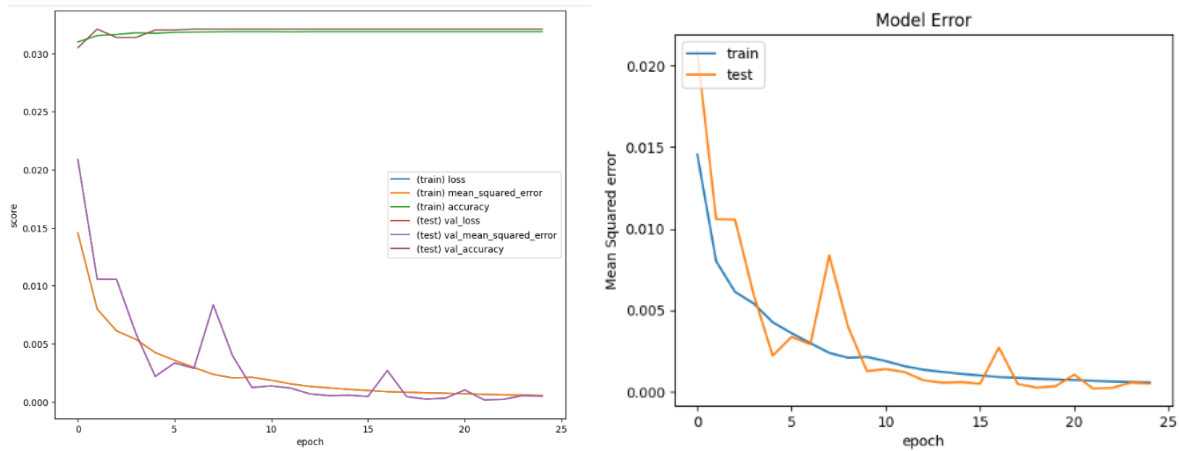 0.030
0.025
0.020
0.015
0.010
0.005
0.000
score
0 5 10 15 20 25
epoch
(train) loss
(train) mean_squared_error
(train) accuracy
(test) val_loss
(test) val_mean_squared_error
(test) val_accuracy
Model Error
0.020
0.015
0.010
0.005
0.000
Mean Squared error
0 5 10 15 20 25
epoch
train
test